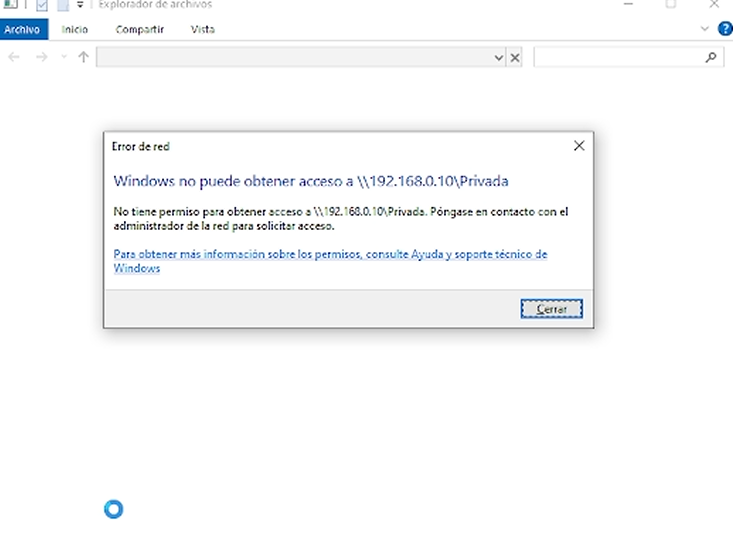 Explorador de archivos
Archivo Inicio Compartir Vista
Error de red
Windows no puede obtener acceso a \\192.168.0.10\Privada
No tiene permiso para obtener acceso a \\192.168.0.10\Privada. Póngase en contacto con el
administrador de la red para solicitar acceso.
Para obtener más información sobre los permisos, consulte Ayuda y soporte técnico de
Windows
Cerrar